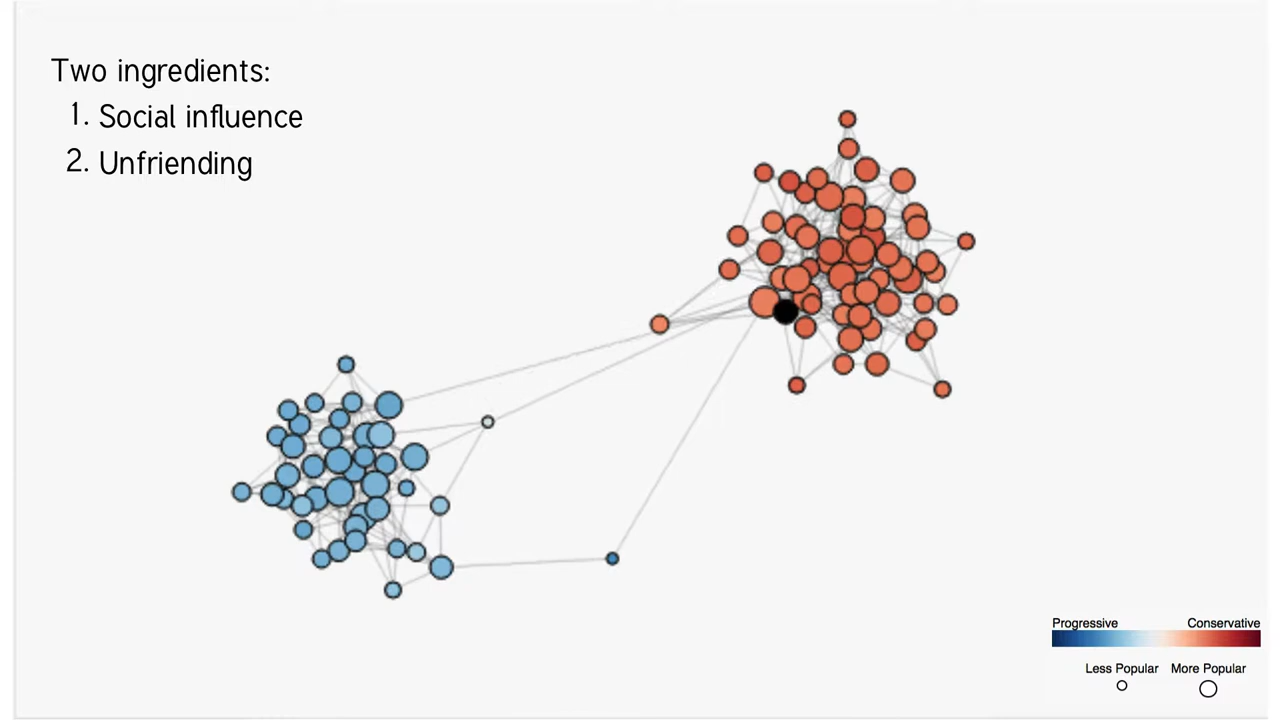 Two ingredients:
1. Social influence
2. Unfriending
Progressive Conservative
Less Popular More Popular